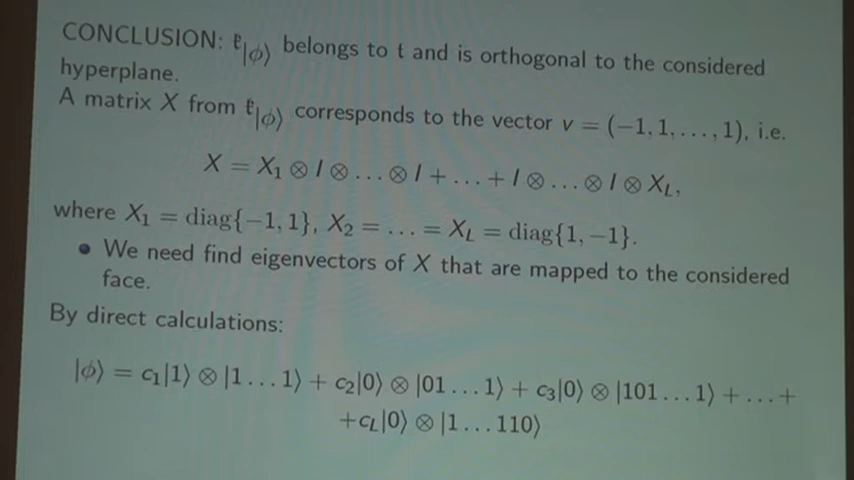 CONCLUSION: 𝔨_|ϕ⟩ belongs to 𝔱 and is orthogonal to the considered
hyperplane.
A matrix X from 𝔨_|ϕ⟩ corresponds to the vector v = (−1, 1, . . . , 1), i.e.
X = X₁ ⊗ I ⊗ . . . ⊗ I + . . . + I ⊗ . . . ⊗ I ⊗ X_L,
where X₁ = diag{−1, 1}, X₂ = . . . = X_L = diag{1, −1}.
• We need find eigenvectors of X that are mapped to the considered
face.
By direct calculations:
|ϕ⟩ = c₁|1⟩ ⊗ |1 . . . 1⟩ + c₂|0⟩ ⊗ |01 . . . 1⟩ + c₃|0⟩ ⊗ |101 . . . 1⟩ + . . . +
+c_L|0⟩ ⊗ |1 . . . 110⟩